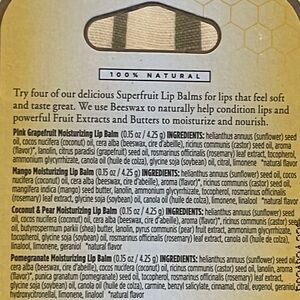 100% NATURAL
Try four of our delicious Superfruit Lip Balms for lips that feel soft
and taste great. We use Beeswax to naturally help condition lips and
powerful Fruit Extracts and Butters to moisturize and nourish.
Pink Grapefruit Moisturizing Lip Balm (0.15 oz / 4.25 g) INGREDIENTS: helianthus annuus (sunflower) seed
oil, cocos nucifera (coconut) oil, cera alba (beeswax, cire d'abeille), ricinus communis (castor) seed oil, aroma
(flavor)*, lanolin, citrus paradisi (grapefruit) seed oil, rosmarinus officinalis (rosemary) leaf extract, tocopherol,
ammonium glycyrrhizate, canola oil (huile de colza), glycine soja (soybean) oil, citral, limonene *natural flavor
Mango Moisturizing Lip Balm (0.15 oz / 4.25 g) INGREDIENTS: helianthus annuus (sunflower) seed oil, cocos
nucifera (coconut) oil, cera alba (beeswax, cire d'abeille), ricinus communis (castor) seed oil, aroma (flavor)*,
mangifera indica (mango) seed butter, lanolin, ammonium glycyrrhizate, tocopherol, rosmarinus officinalis
(rosemary) leaf extract, glycine soja (soybean) oil, canola oil (huile de colza), limonene, linalool *natural flavor
Coconut & Pear Moisturizing Lip Balm (0.15 oz / 4.25 g) INGREDIENTS: helianthus annuus (sunflower) seed
oil, cocos nucifera (coconut) oil, cera alba (beeswax, cire d'abeille), ricinus communis (castor) seed oil, aroma (flavor)*,
butyrospermum parkii (shea) butter, lanolin, pyrus communis (pear) fruit extract, ammonium glycyrrhizate,
tocopherol, glycine soja (soybean) oil, rosmarinus officinalis (rosemary) leaf extract, canola oil (huile de colza),
linalool, limonene, geraniol *natural flavor
Pomegranate Moisturizing Lip Balm (0.15 oz / 4.25 g) INGREDIENTS: helianthus annuus (sunflower) seed oil,
cera alba (beeswax, cire d'abeille), cocos nucifera (coconut) oil, ricinus communis (castor) seed oil, lanolin, aroma
(flavor)*, punica granatum (pomegranate) seed oil, tocopherol, rosmarinus officinalis (rosemary) leaf extract,
glycine soja (soybean) oil, canola oil (huile de colza), carmine, benzyl salicylate, cinnamal, citral, eugenol,
hydroxycitronellal, limonene, linalool *natural flavor